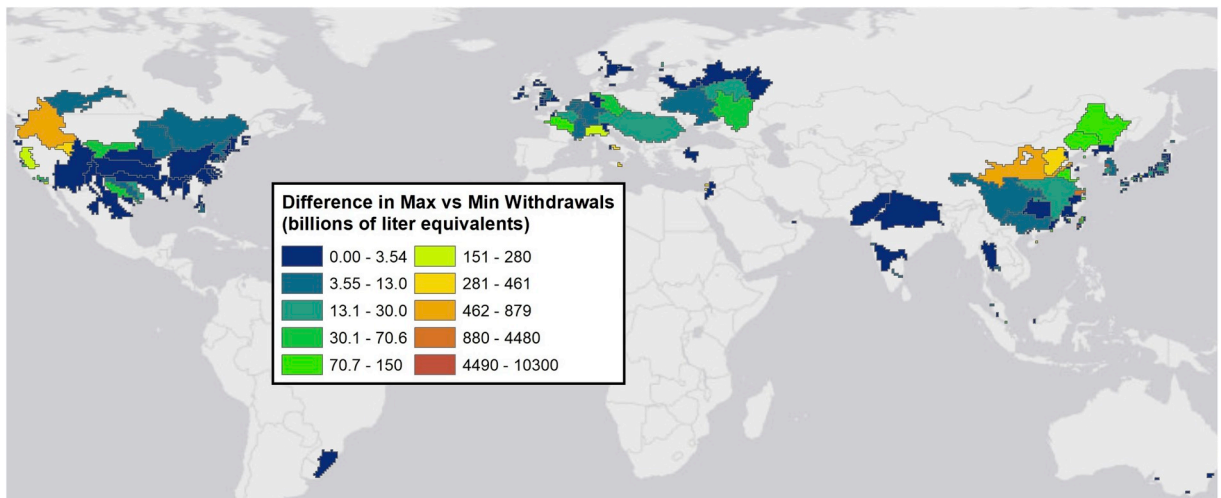 Difference in Max vs Min Withdrawals
(billions of liter equivalents)
0.00 - 3.54
3.55 - 13.0
13.1 - 30.0
30.1 - 70.6
70.7 - 150
151 - 280
281 - 461
462 - 879
880 - 4480
4490 - 10300